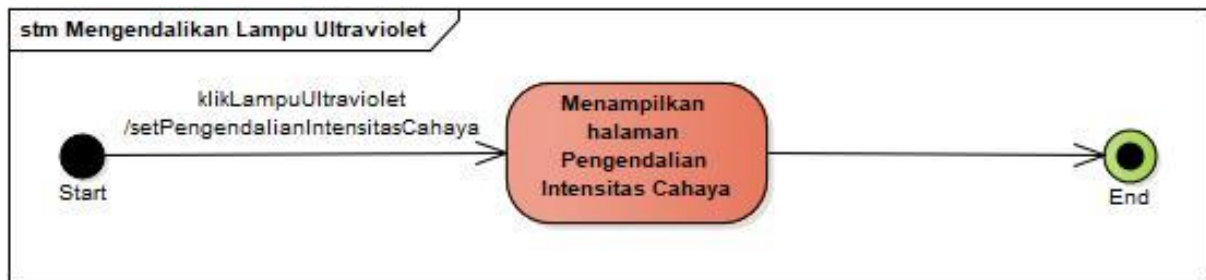 stm Mengendalikan Lampu Ultraviolet
klikLampuUltraviolet
/setPengendalianIntensitasCahaya
Start
Menampilkan
halaman
Pengendalian
Intensitas Cahaya
End